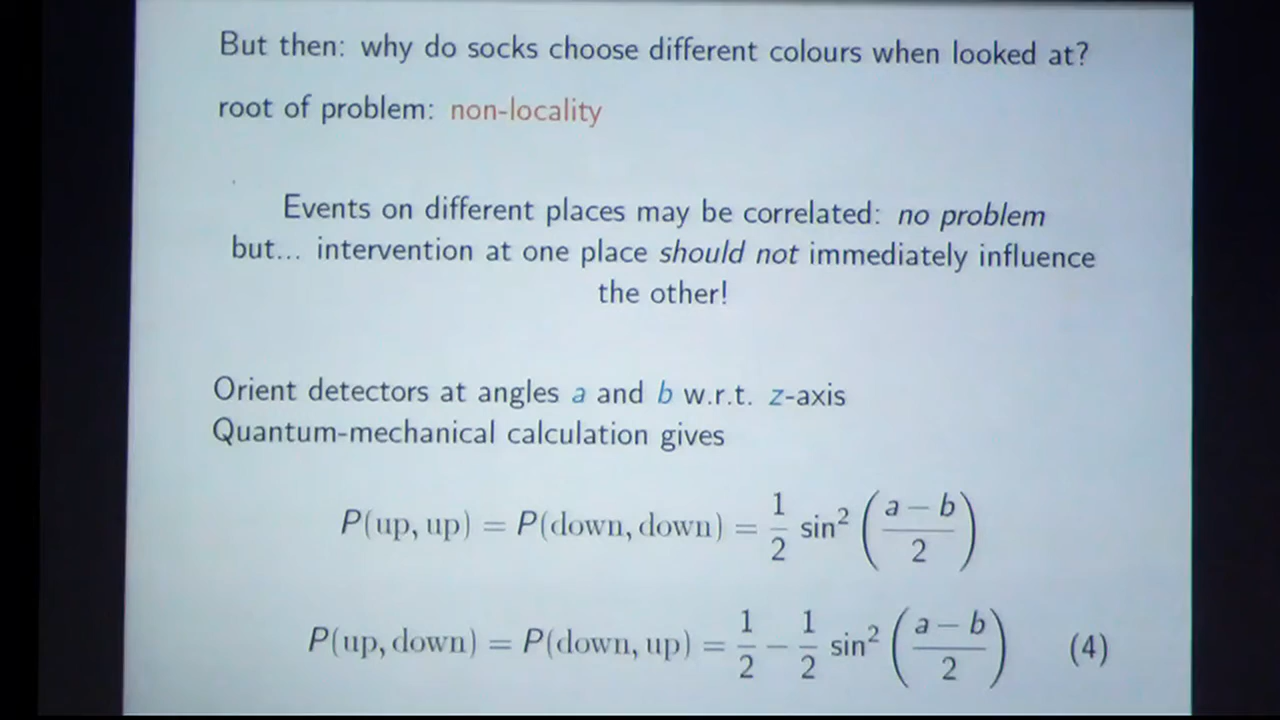 But then: why do socks choose different colours when looked at?
root of problem: non-locality
Events on different places may be correlated: no problem
but... intervention at one place should not immediately influence
the other!
Orient detectors at angles a and b w.r.t. z-axis
Quantum-mechanical calculation gives
P(up, up) = P(down, down) = 1/2 sin² ((a − b)/2)
P(up, down) = P(down, up) = 1/2 − 1/2 sin² ((a − b)/2) (4)